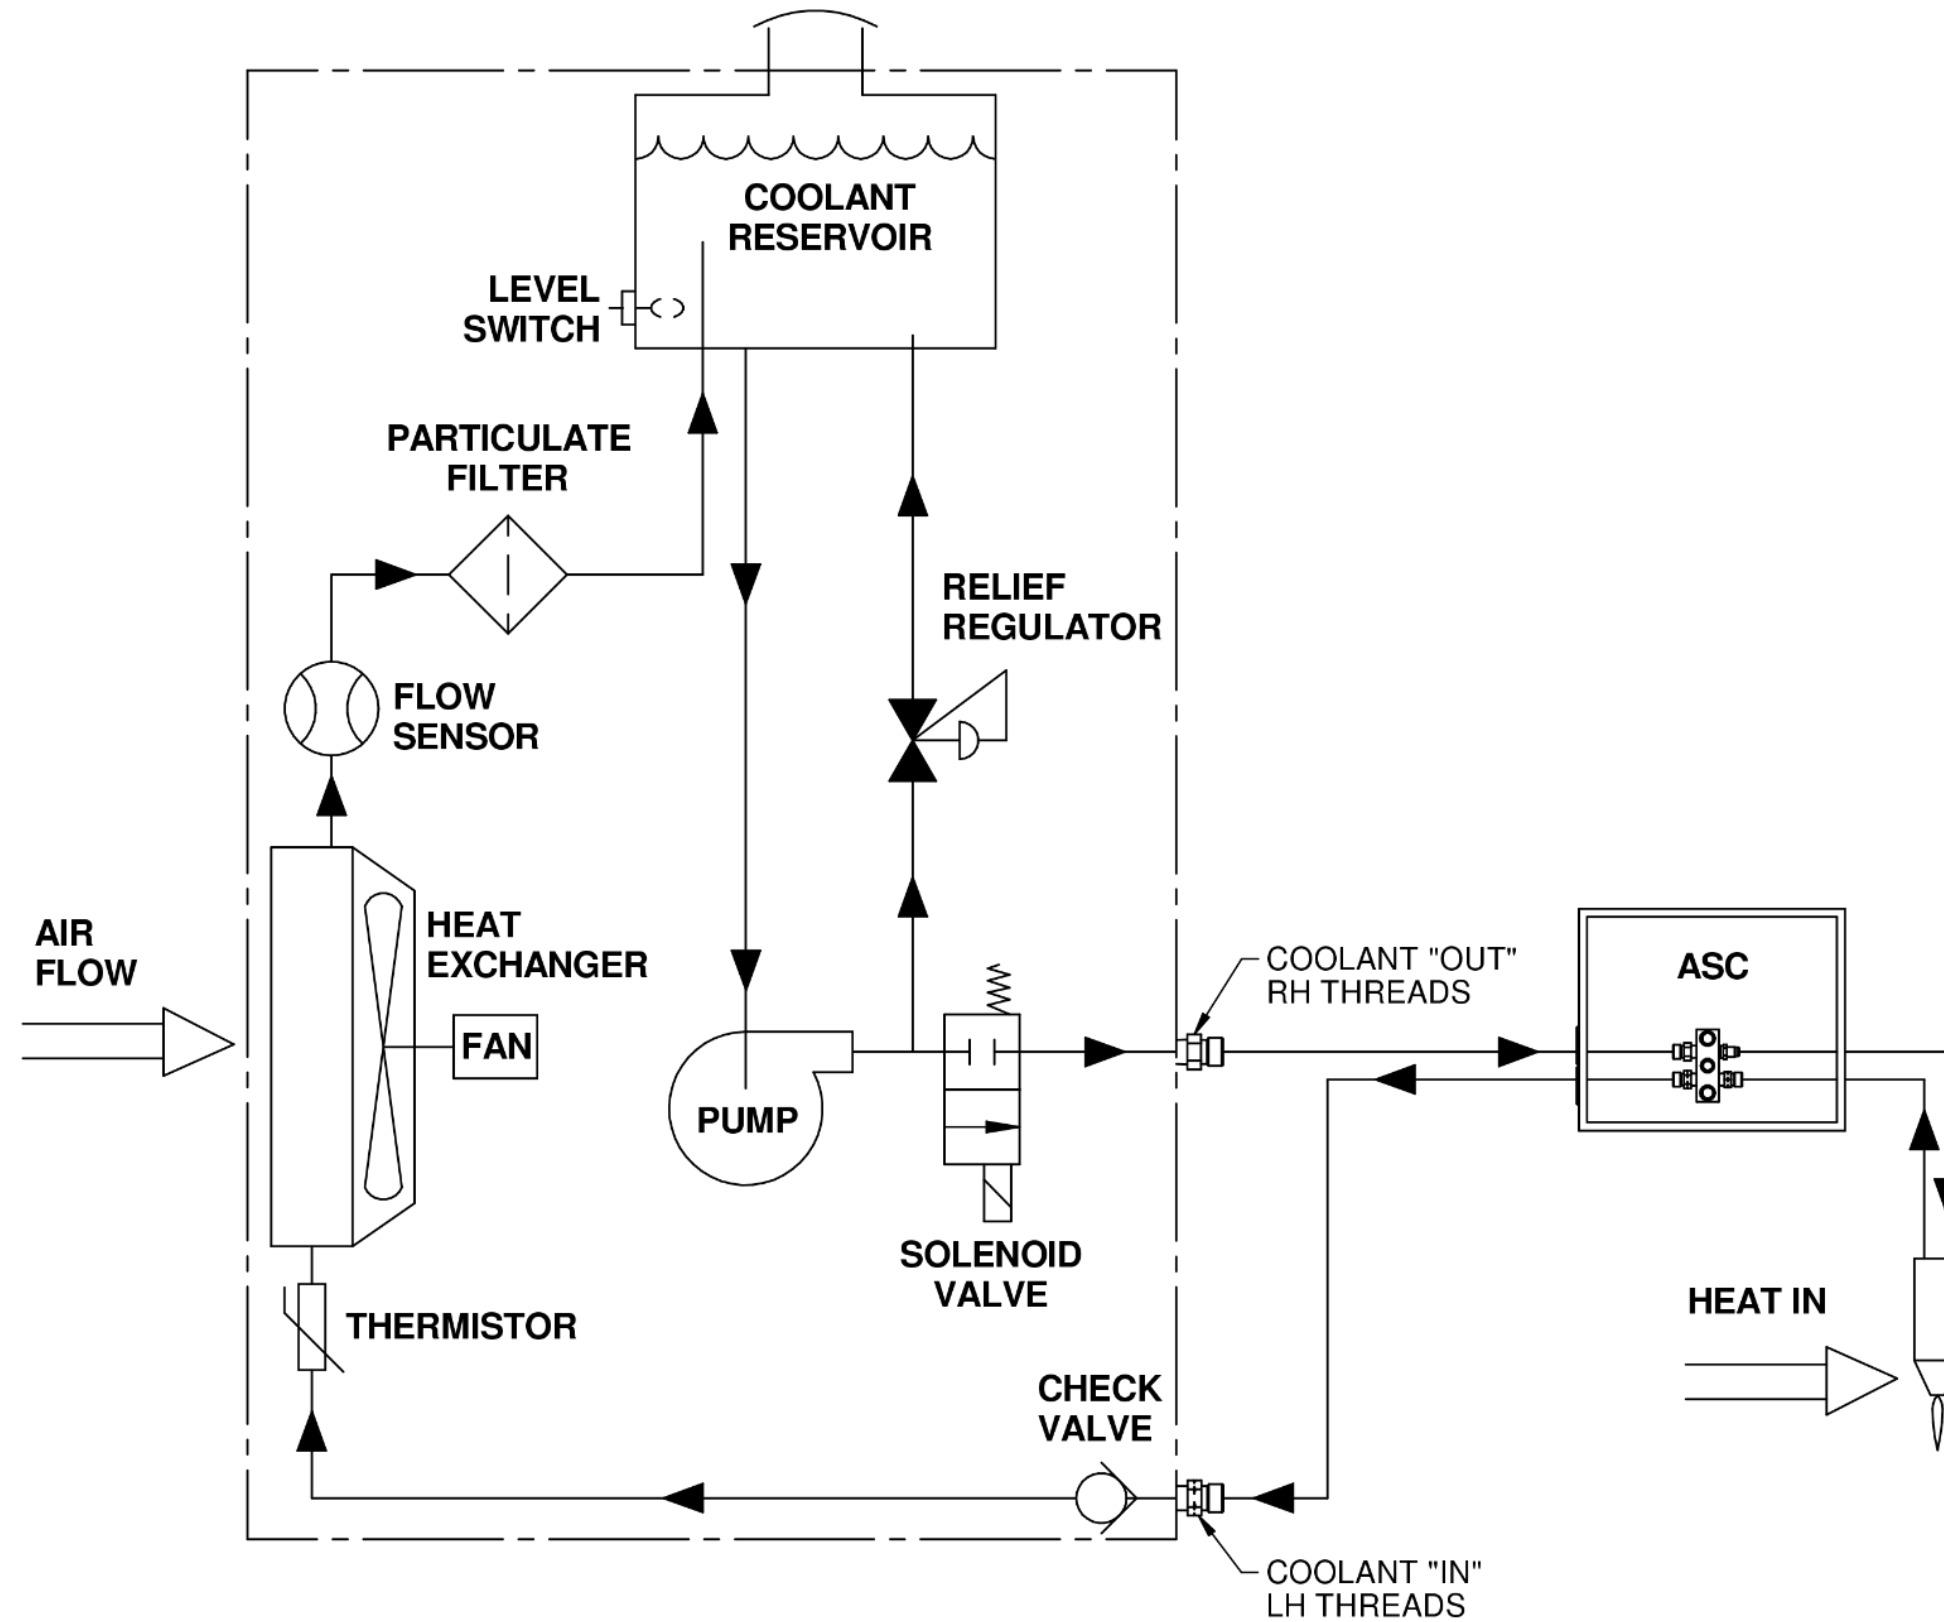 COOLANT
RESERVOIR
LEVEL
SWITCH
PARTICULATE
FILTER
RELIEF
REGULATOR
FLOW
SENSOR
AIR
FLOW
HEAT
EXCHANGER
FAN
COOLANT "OUT"
RH THREADS
ASC
PUMP
SOLENOID
VALVE
HEAT IN
THERMISTOR
CHECK
VALVE
COOLANT "IN"
LH THREADS